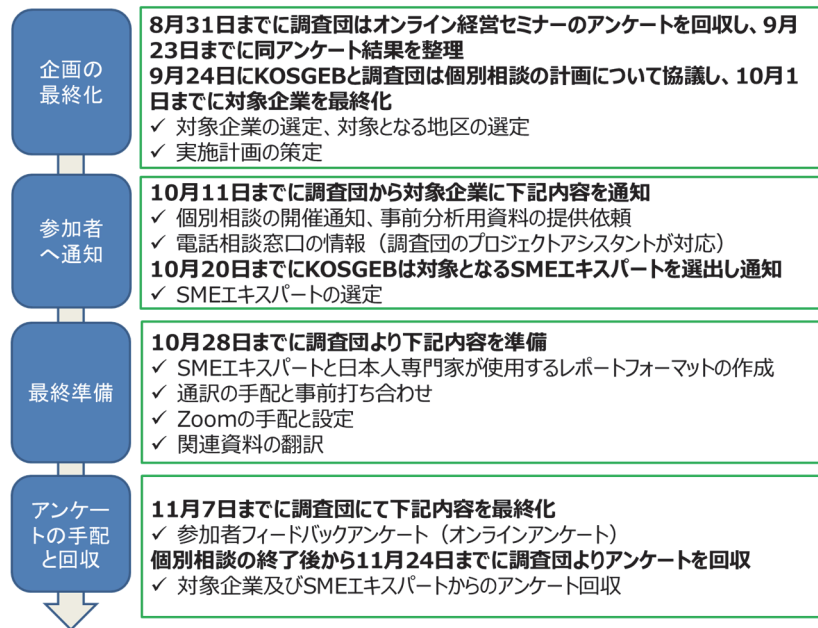 企画の
最終化
8月31日までに調査団はオンライン経営セミナーのアンケートを回収し、9月
23日までに同アンケート結果を整理
9月24日にKOSGEBと調査団は個別相談の計画について協議し、10月1
日までに対象企業を最終化
✓ 対象企業の選定、対象となる地区の選定
✓ 実施計画の策定
参加者
へ通知
10月11日までに調査団から対象企業に下記内容を通知
✓ 個別相談の開催通知、事前分析用資料の提供依頼
✓ 電話相談窓口の情報（調査団のプロジェクトアシスタントが対応）
10月20日までにKOSGEBは対象となるSMEエキスパートを選出し通知
✓ SMEエキスパートの選定
最終準備
10月28日までに調査団より下記内容を準備
✓ SMEエキスパートと日本人専門家が使用するレポートフォーマットの作成
✓ 通訳の手配と事前打ち合わせ
✓ Zoomの手配と設定
✓ 関連資料の翻訳
アンケー
トの手配
と回収
11月7日までに調査団にて下記内容を最終化
✓ 参加者フィードバックアンケート（オンラインアンケート）
個別相談の終了後から11月24日までに調査団よりアンケートを回収
✓ 対象企業及びSMEエキスパートからのアンケート回収